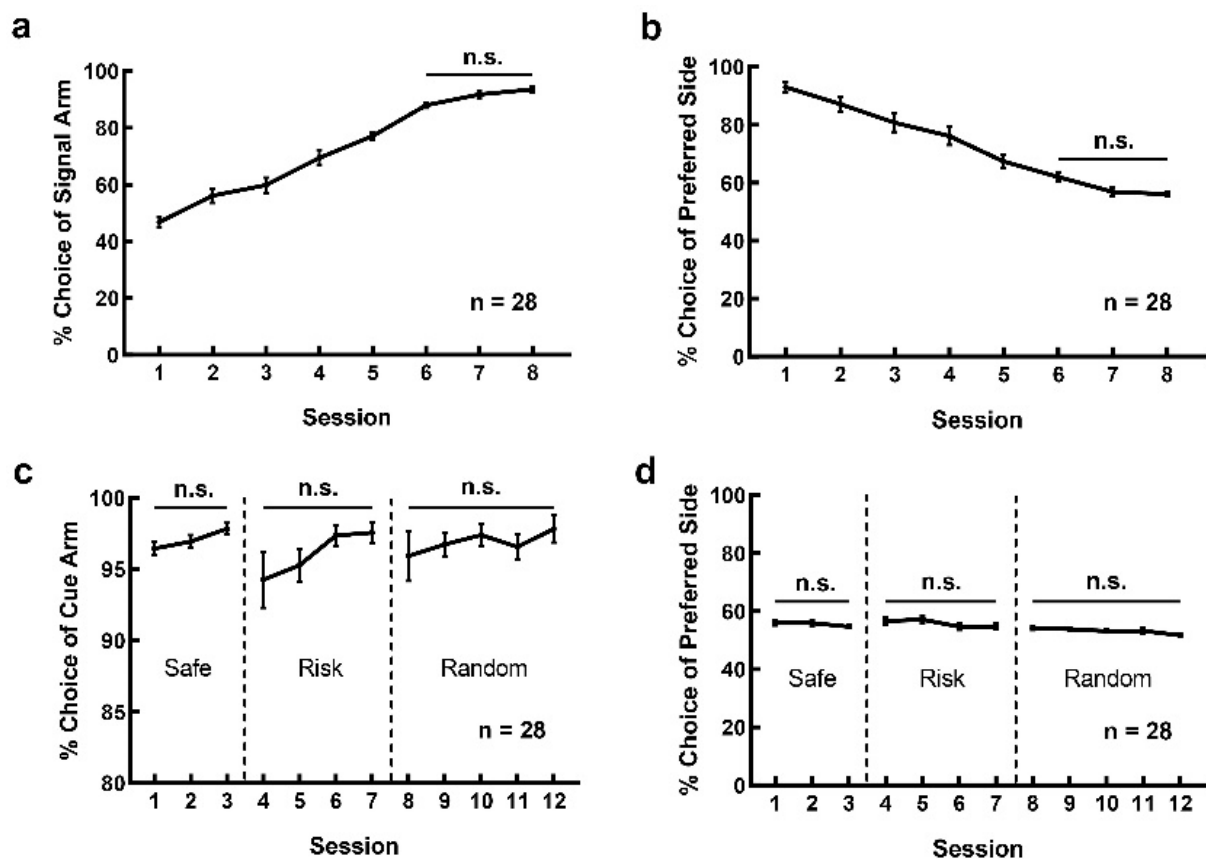 a
n.s.
% Choice of Signal Arm
100
80
60
40
20
0
n = 28
1 2 3 4 5 6 7 8
Session
b
n.s.
% Choice of Preferred Side
100
80
60
40
20
0
n = 28
1 2 3 4 5 6 7 8
Session
c
n.s. n.s. n.s.
% Choice of Cue Arm
100
95
90
85
80
Safe Risk Random
n = 28
1 2 3 4 5 6 7 8 9 10 11 12
Session
d
n.s. n.s. n.s.
% Choice of Preferred Side
100
80
60
40
20
0
Safe Risk Random
n = 28
1 2 3 4 5 6 7 8 9 10 11 12
Session